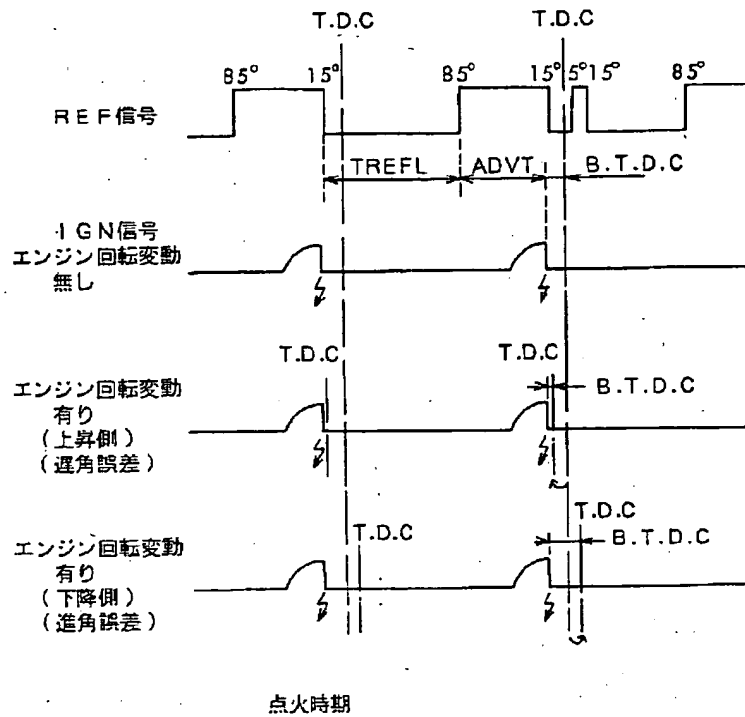 T.D.C T.D.C
85° 15° 85° 15° 5° 15° 85°
REF信号
TREFL ADVT B.T.D.C
IGN信号
エンジン回転変動
無し
T.D.C T.D.C
エンジン回転変動
有り
(上昇側)
(遅角誤差)
B.T.D.C
T.D.C
T.D.C
エンジン回転変動
有り
(下降側)
(進角誤差)
B.T.D.C
点火時期